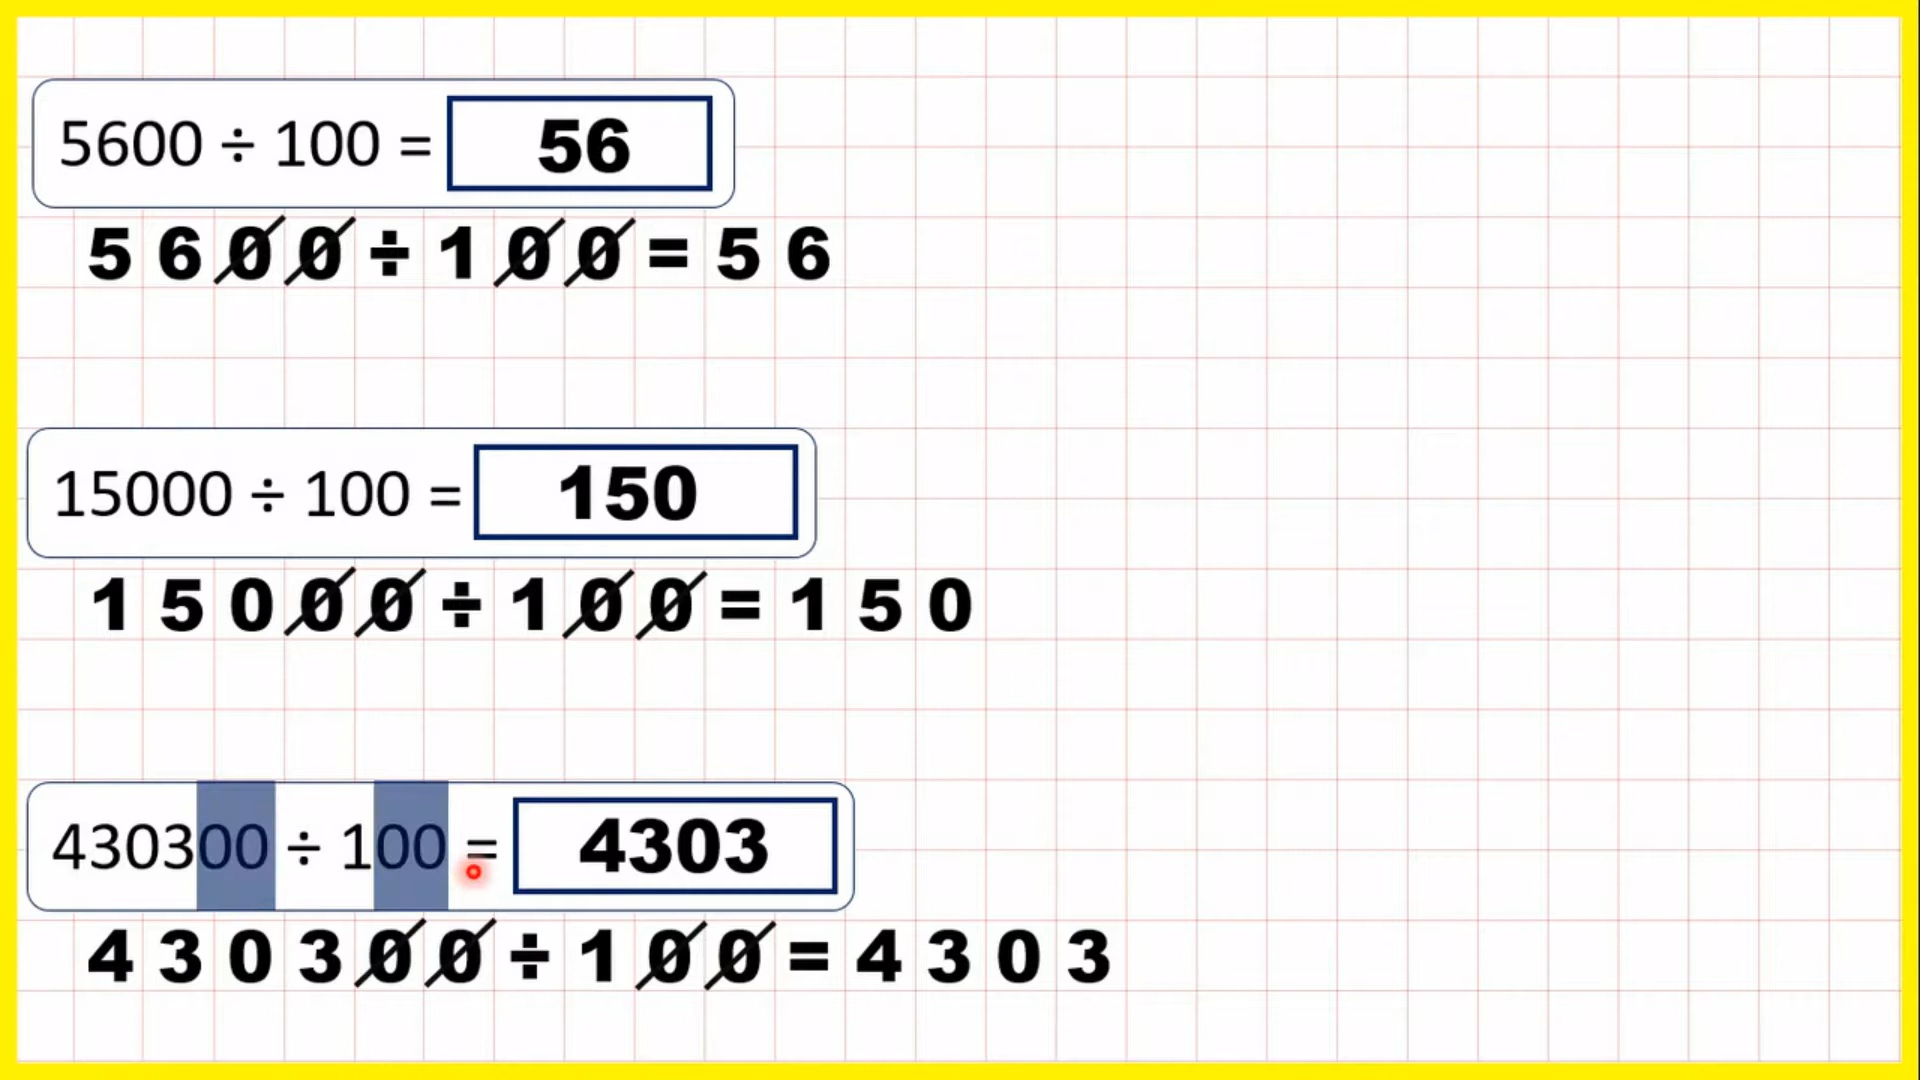 5600 ÷ 100 = 56
5 6 0 0 ÷ 1 0 0 = 5 6
15000 ÷ 100 = 150
1 5 0 0 0 ÷ 1 0 0 = 1 5 0
430300 ÷ 100 = 4303
4 3 0 3 0 0 ÷ 1 0 0 = 4 3 0 3